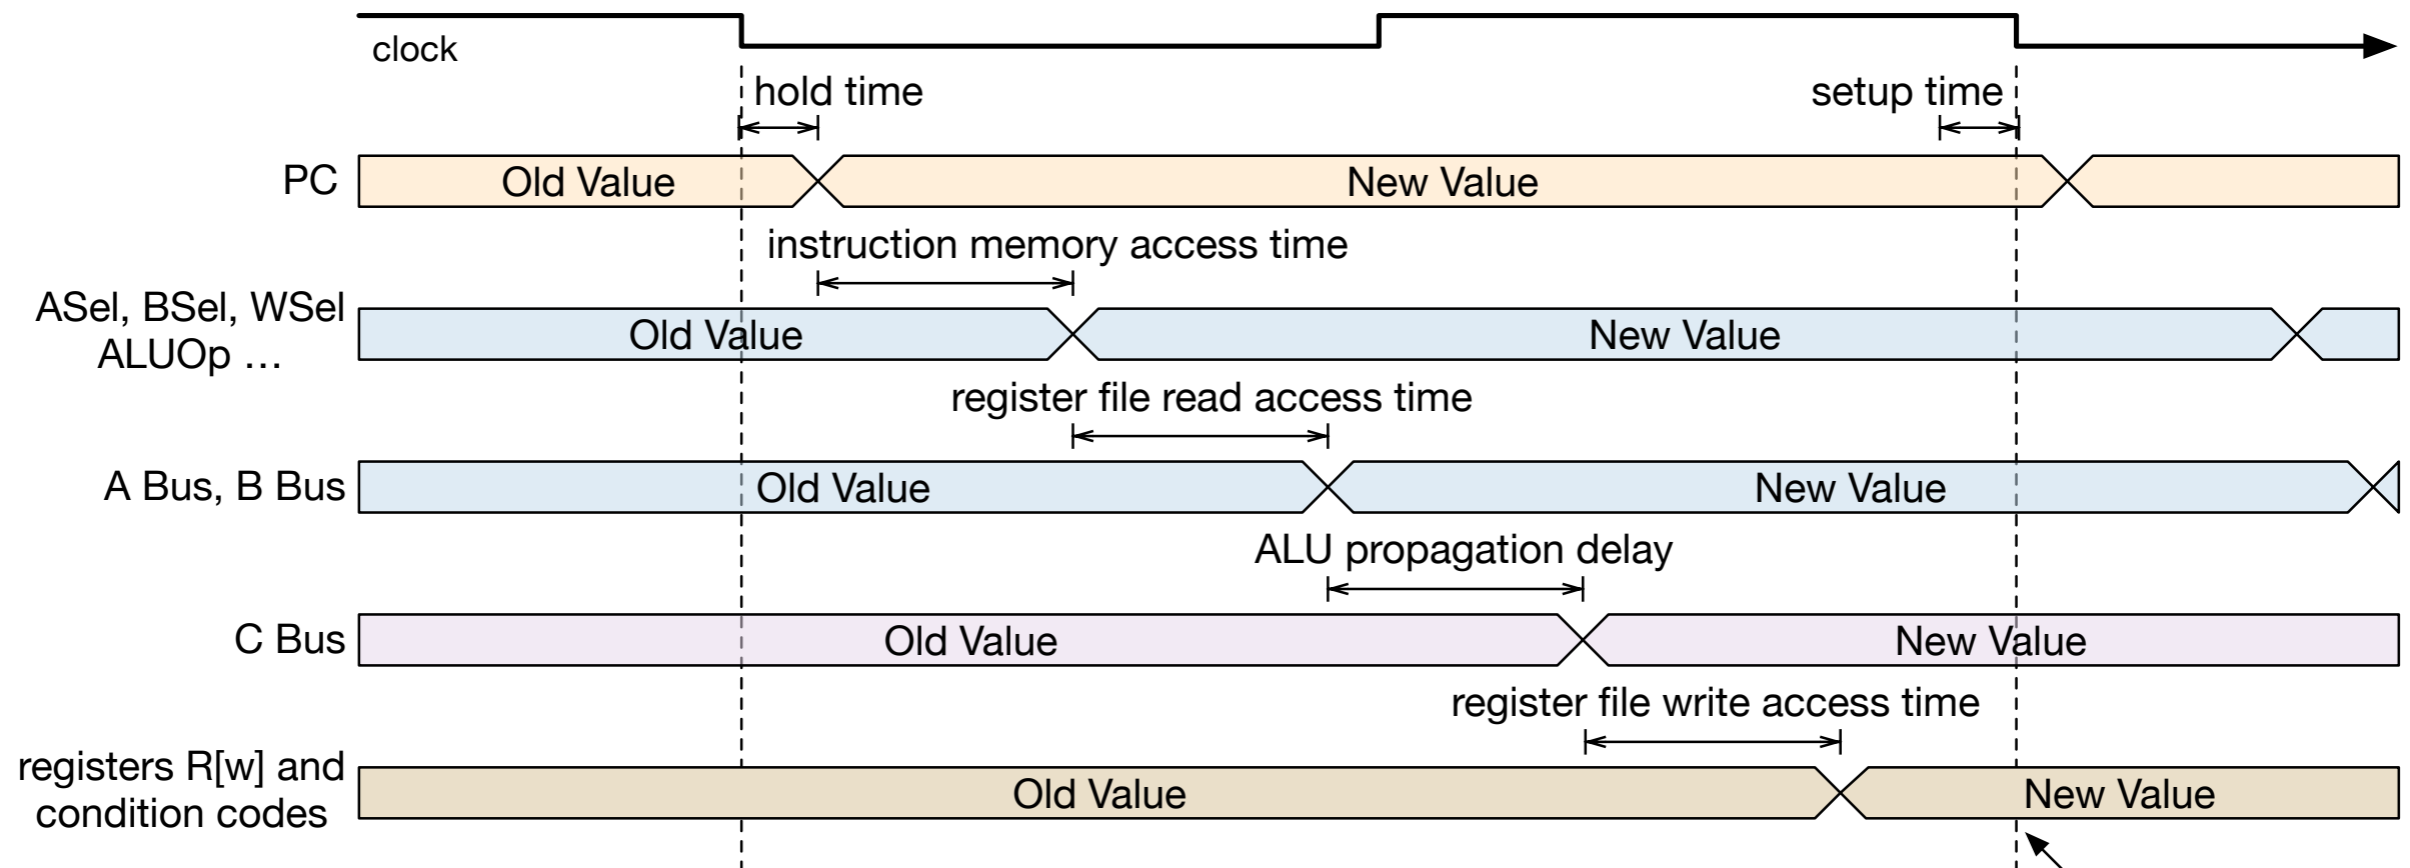 clock
hold time
setup time
PC
Old Value
New Value
instruction memory access time
ASel, BSel, WSel
ALUOp …
Old Value
New Value
register file read access time
A Bus, B Bus
Old Value
New Value
ALU propagation delay
C Bus
Old Value
New Value
register file write access time
registers R[w] and
condition codes
Old Value
New Value